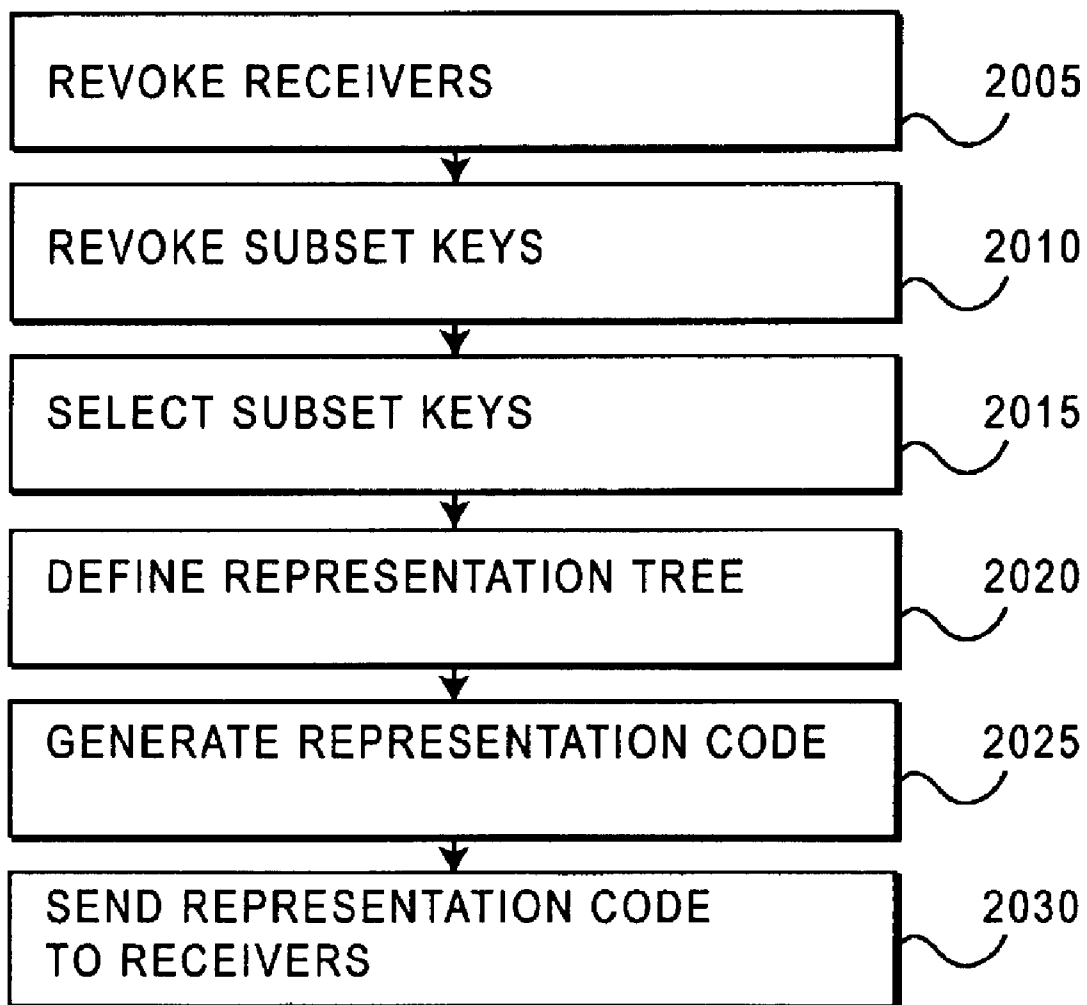 REVOKE RECEIVERS
2005
REVOKE SUBSET KEYS
2010
SELECT SUBSET KEYS
2015
DEFINE REPRESENTATION TREE
2020
GENERATE REPRESENTATION CODE
2025
SEND REPRESENTATION CODE
TO RECEIVERS
2030